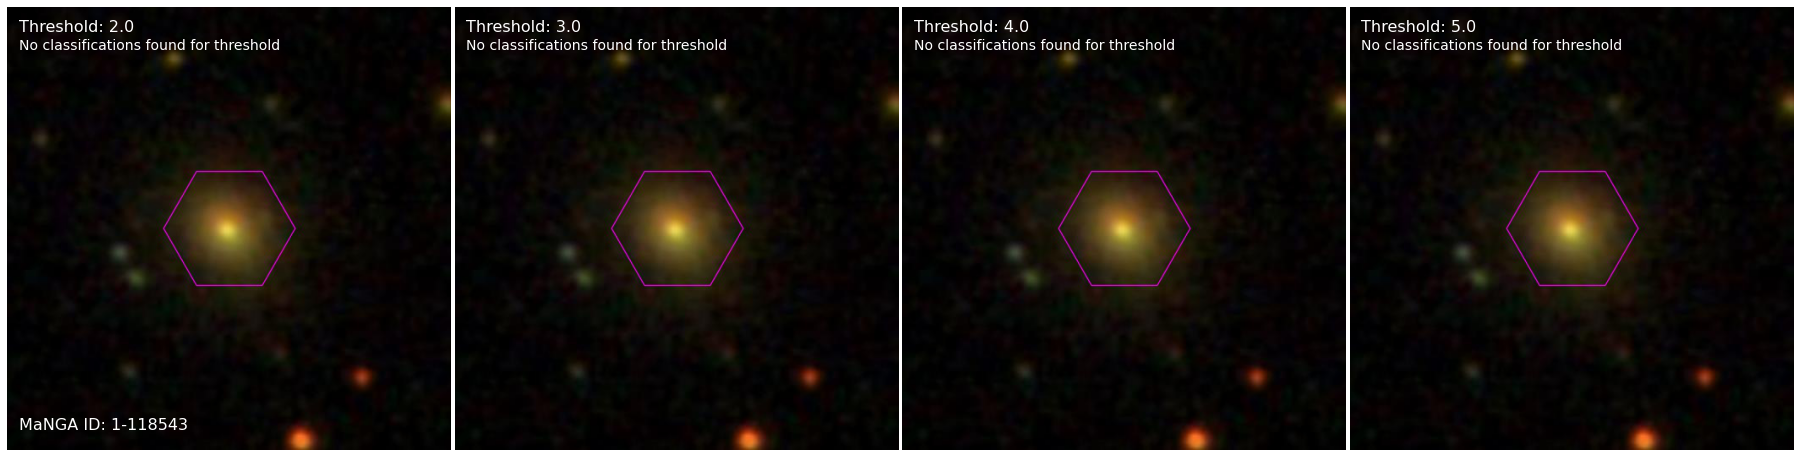 Threshold: 2.0
No classifications found for threshold
MaNGA ID: 1-118543
Threshold: 3.0
No classifications found for threshold
Threshold: 4.0
No classifications found for threshold
Threshold: 5.0
No classifications found for threshold